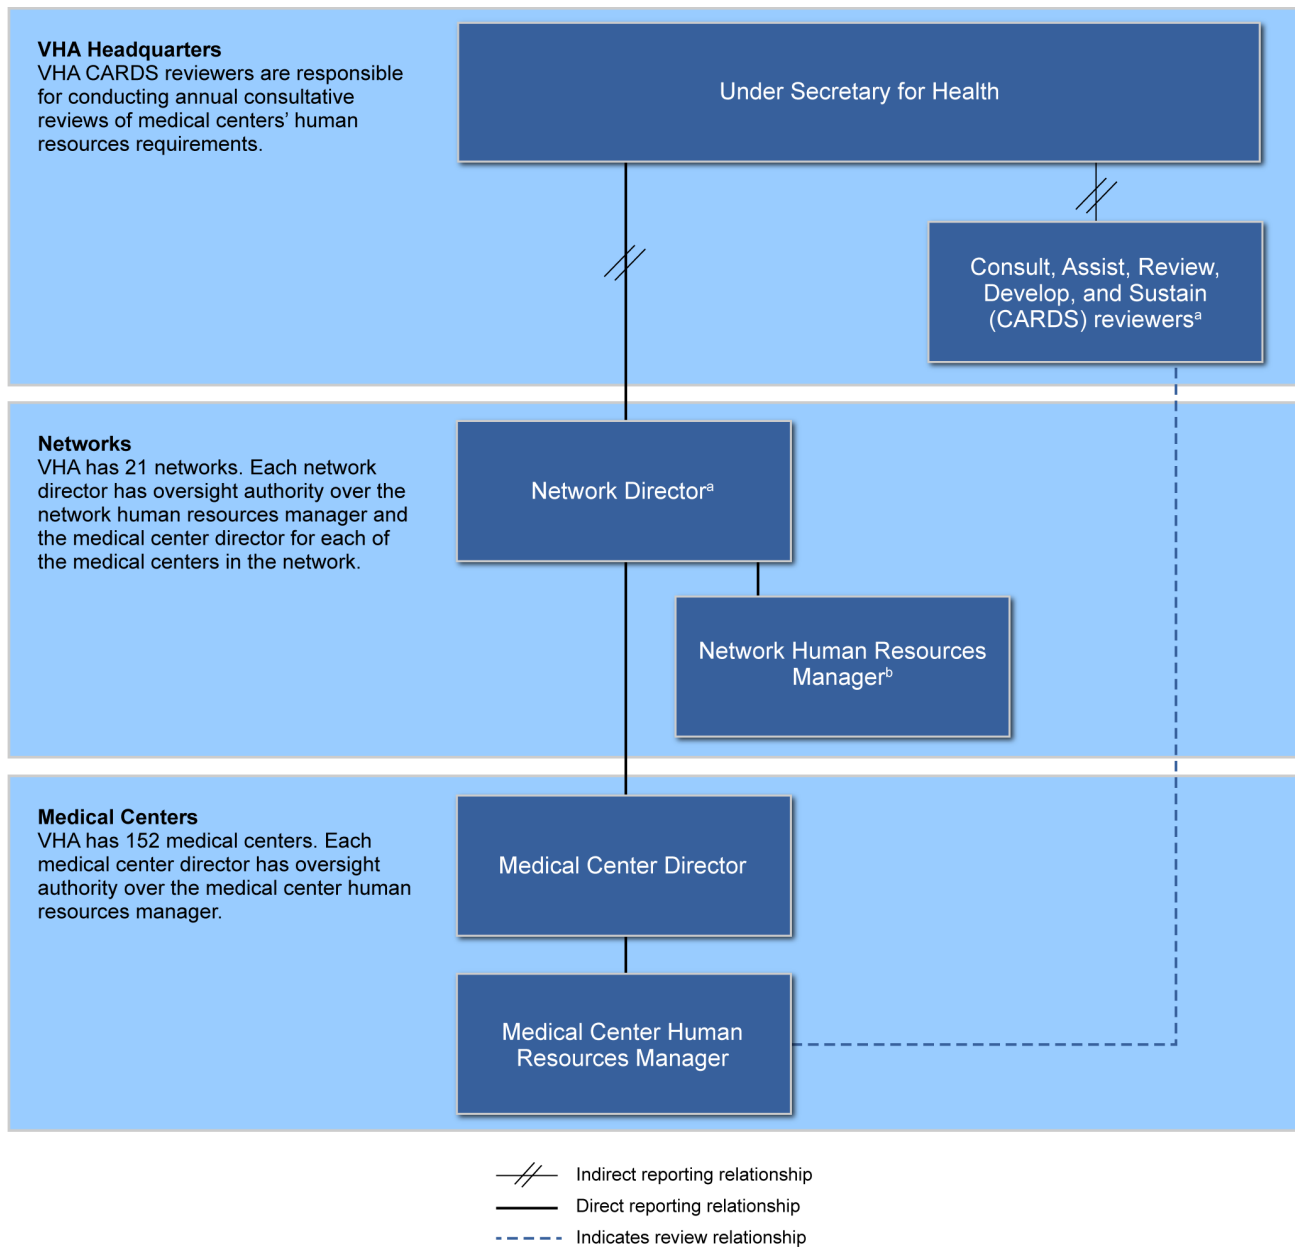 VHA Headquarters
VHA CARDS reviewers are responsible
for conducting annual consultative
reviews of medical centers’ human
resources requirements.
Under Secretary for Health
Consult, Assist, Review,
Develop, and Sustain
(CARDS) reviewersᵃ
Networks
VHA has 21 networks. Each network
director has oversight authority over the
network human resources manager and
the medical center director for each of
the medical centers in the network.
Network Directorᵃ
Network Human Resources
Managerᵇ
Medical Centers
VHA has 152 medical centers. Each
medical center director has oversight
authority over the medical center human
resources manager.
Medical Center Director
Medical Center Human
Resources Manager
Indirect reporting relationship
Direct reporting relationship
Indicates review relationship